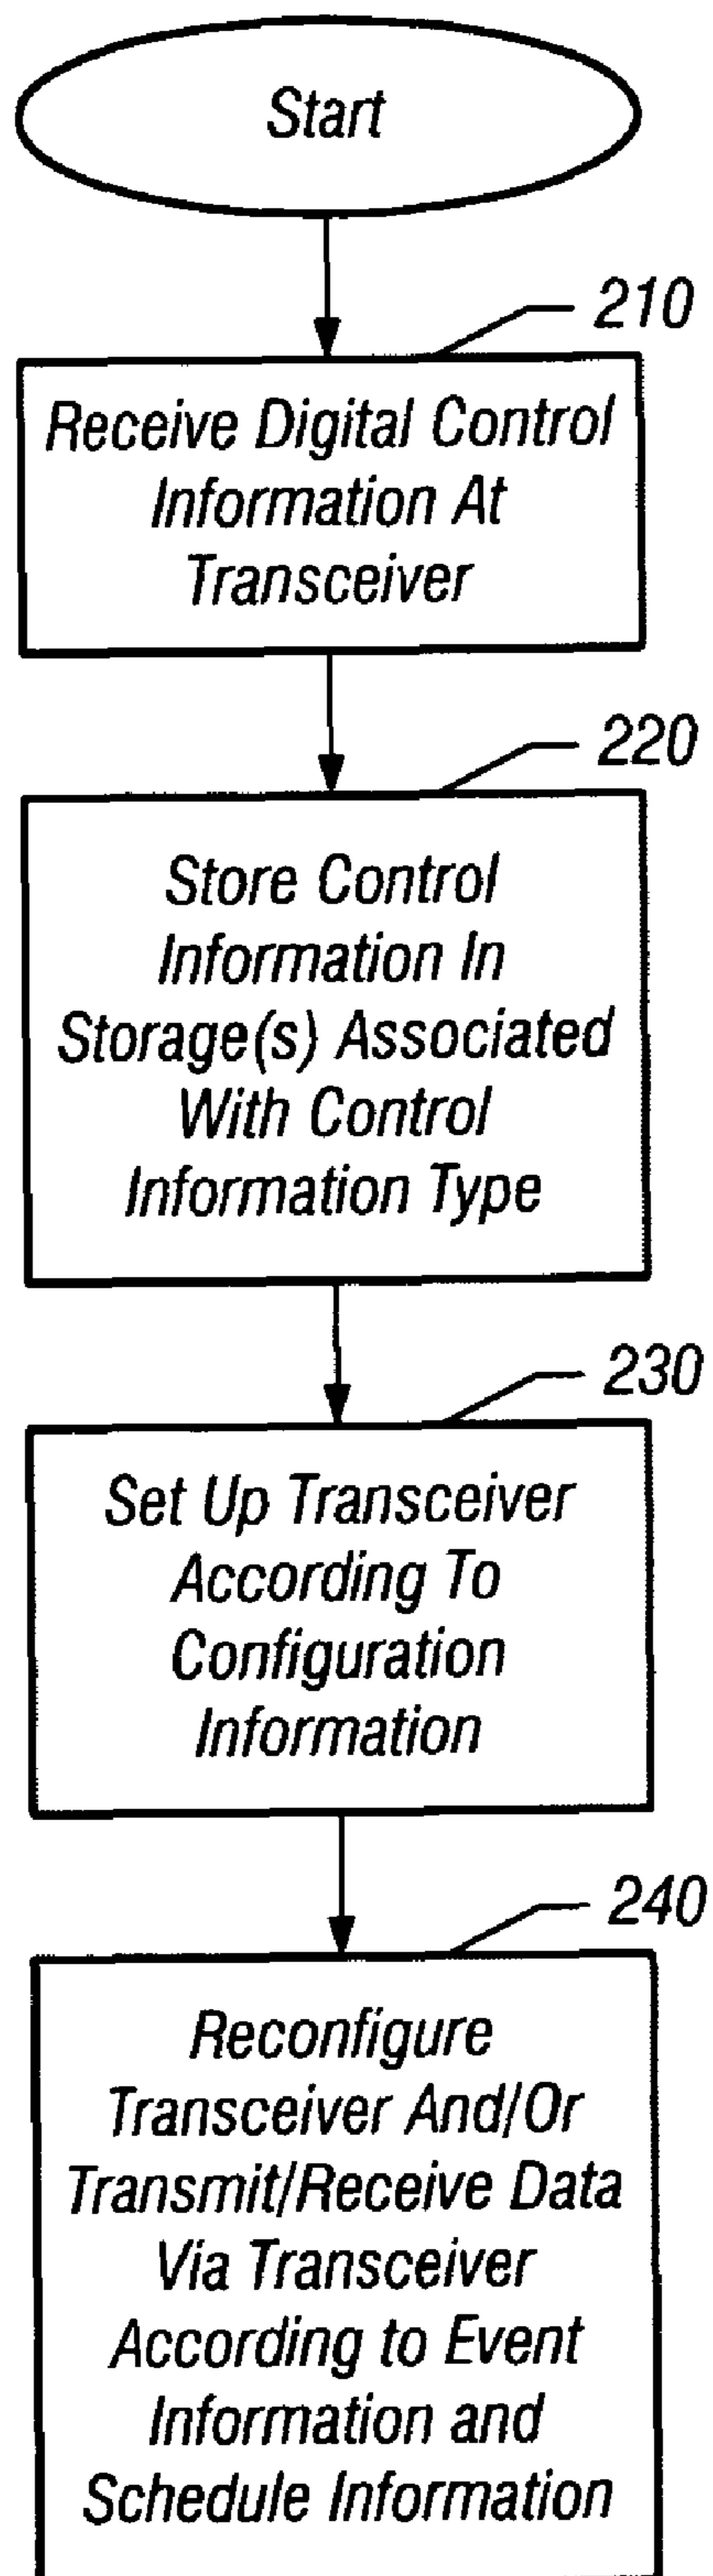 Start
210
Receive Digital Control
Information At
Transceiver
220
Store Control
Information In
Storage(s) Associated
With Control
Information Type
230
Set Up Transceiver
According To
Configuration
Information
240
Reconfigure
Transceiver And/Or
Transmit/Receive Data
Via Transceiver
According to Event
Information and
Schedule Information